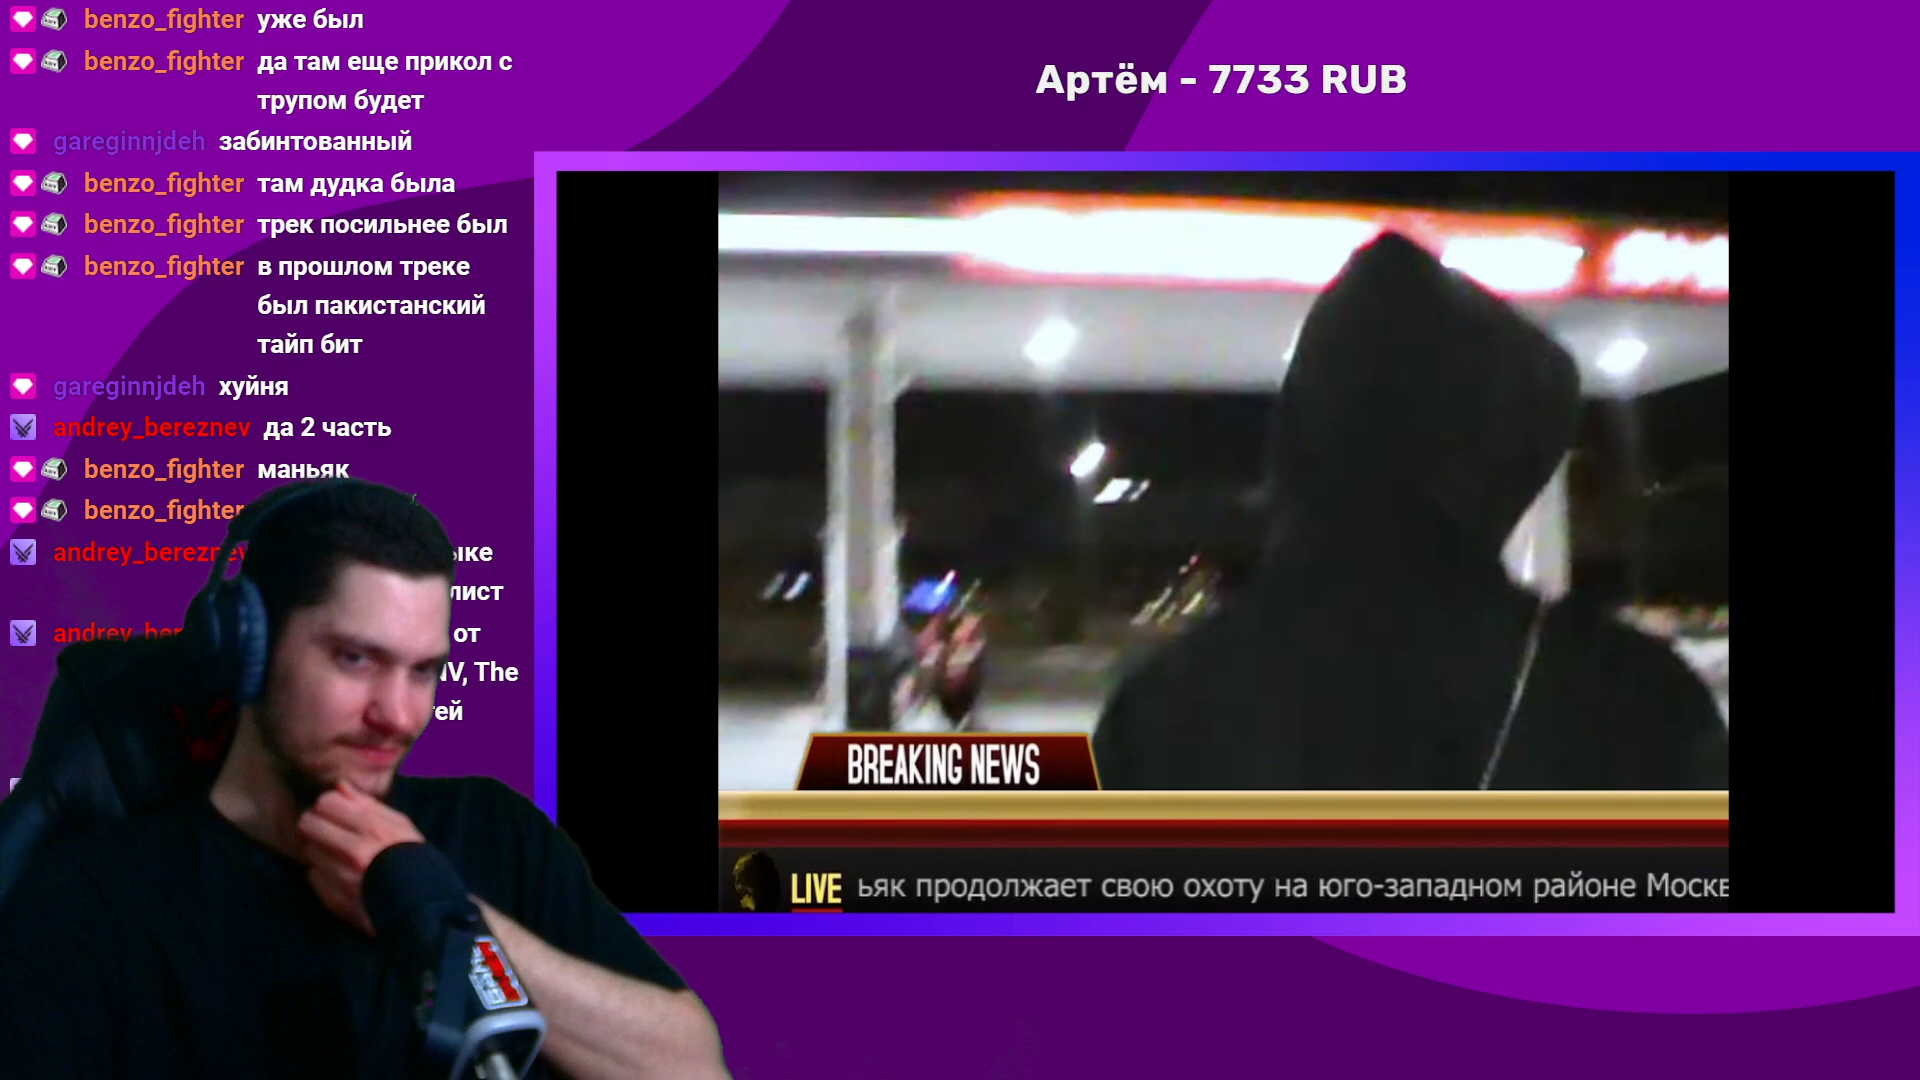 benzo_fighter уже был
benzo_fighter да там еще прикол с
трупом будет
gareginnjdeh забинтованный
benzo_fighter там дудка была
benzo_fighter трек посильнее был
benzo_fighter в прошлом треке
был пакистанский
тайп бит
gareginnjdeh хуйня
andrey_bereznev да 2 часть
benzo_fighter маньяк
benzo_fighter
andrey_bereznev
от
The
Артём - 7733 RUB
BREAKING NEWS
LIVE ьяк продолжает свою охоту на юго-западном районе Москв